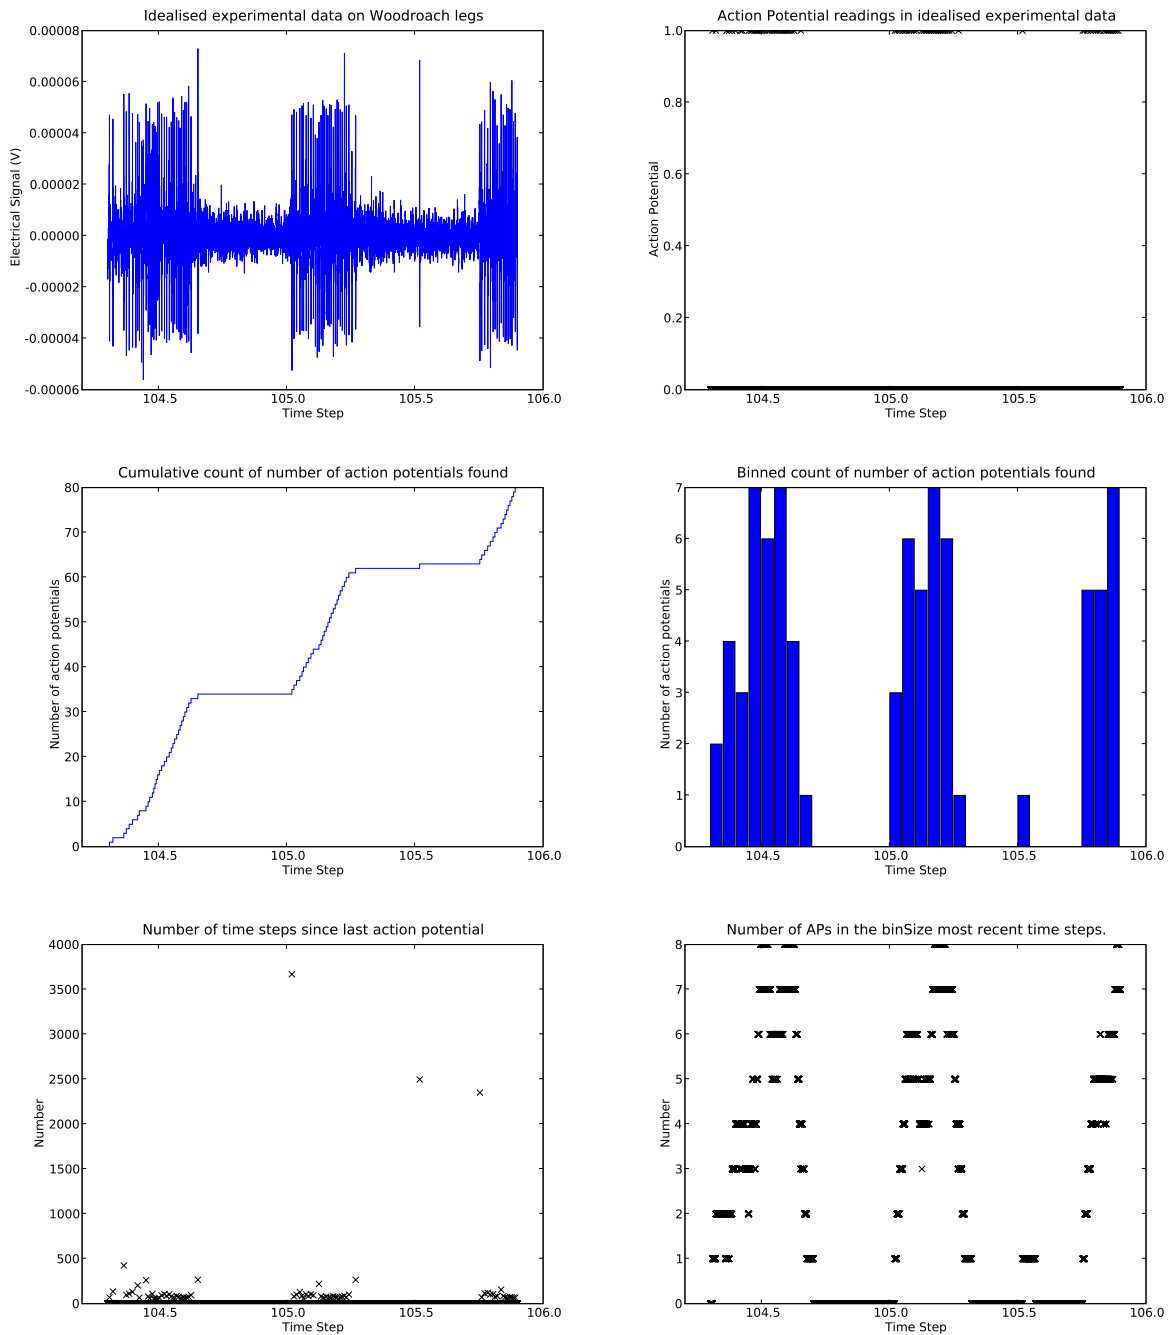 Idealised experimental data on Woodroach legs
0.00008
0.00006
0.00004
0.00002
0.00000
-0.00002
-0.00004
-0.00006
Electrical Signal (V)
104.5 105.0 105.5 106.0
Time Step
Action Potential readings in idealised experimental data
1.0
0.8
0.6
0.4
0.2
0.0
Action Potential
104.5 105.0 105.5 106.0
Time Step
Cumulative count of number of action potentials found
80
70
60
50
40
30
20
10
0
Number of action potentials
104.5 105.0 105.5 106.0
Time Step
Binned count of number of action potentials found
7
6
5
4
3
2
1
0
Number of action potentials
104.5 105.0 105.5 106.0
Time Step
Number of time steps since last action potential
4000
3500
3000
2500
2000
1500
1000
500
0
Number
104.5 105.0 105.5 106.0
Time Step
Number of APs in the binSize most recent time steps.
8
7
6
5
4
3
2
1
0
Number
104.5 105.0 105.5 106.0
Time Step